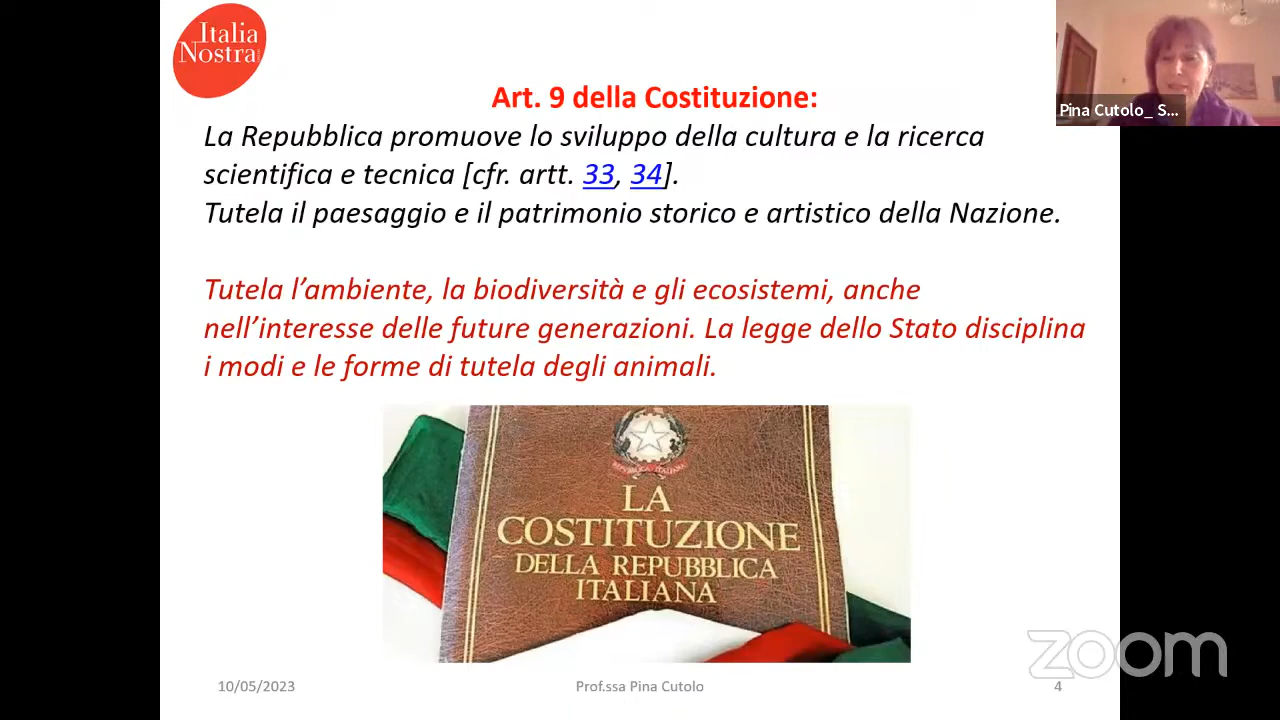 Italia
Nostra
Art. 9 della Costituzione:
La Repubblica promuove lo sviluppo della cultura e la ricerca
scientifica e tecnica [cfr. artt. 33, 34].
Tutela il paesaggio e il patrimonio storico e artistico della Nazione.
Tutela l’ambiente, la biodiversità e gli ecosistemi, anche
nell’interesse delle future generazioni. La legge dello Stato disciplina
i modi e le forme di tutela degli animali.
REPVBBLICA ITALIANA
LA
COSTITUZIONE
DELLA REPUBBLICA
ITALIANA
10/05/2023
Prof.ssa Pina Cutolo
4
Pina Cutolo_ S...
zoom